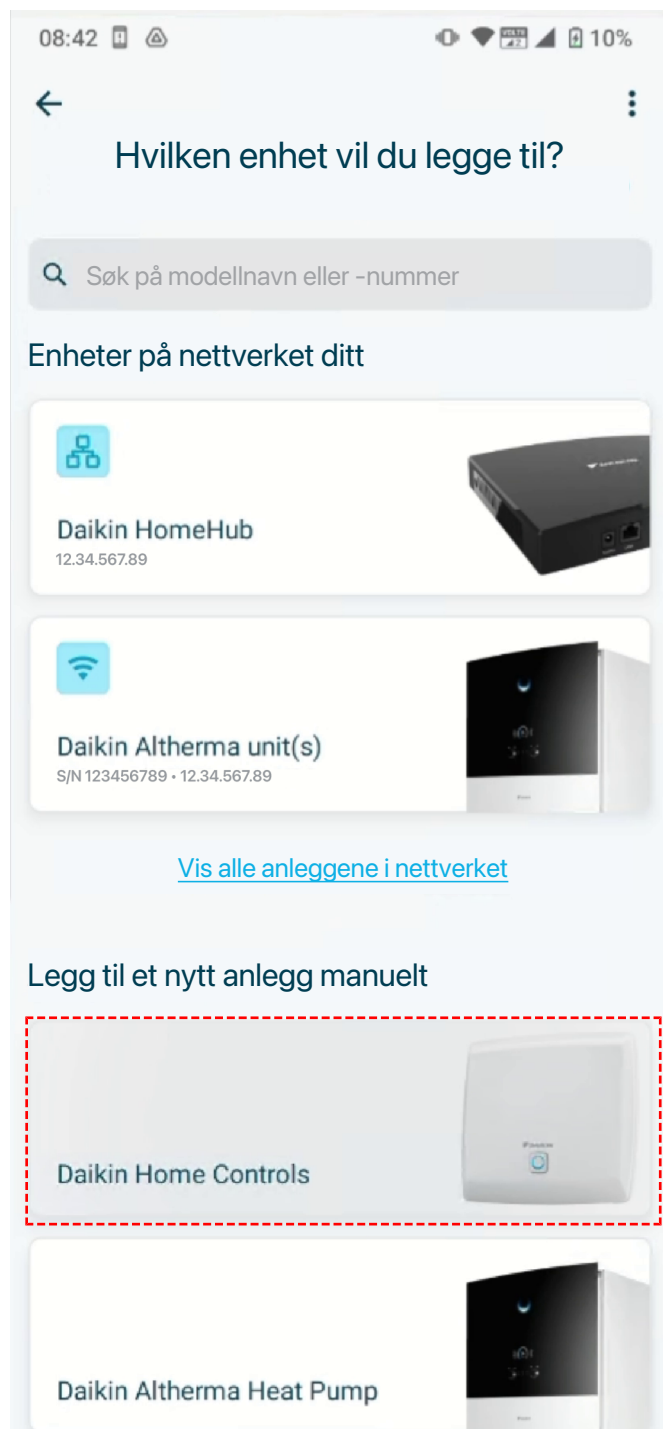 08:42
10%
Hvilken enhet vil du legge til?
Søk på modellnavn eller -nummer
Enheter på nettverket ditt
Daikin HomeHub
12.34.567.89
Daikin Altherma unit(s)
S/N 123456789 • 12.34.567.89
Vis alle anleggene i nettverket
Legg til et nytt anlegg manuelt
DAIKIN
Daikin Home Controls
Daikin Altherma Heat Pump